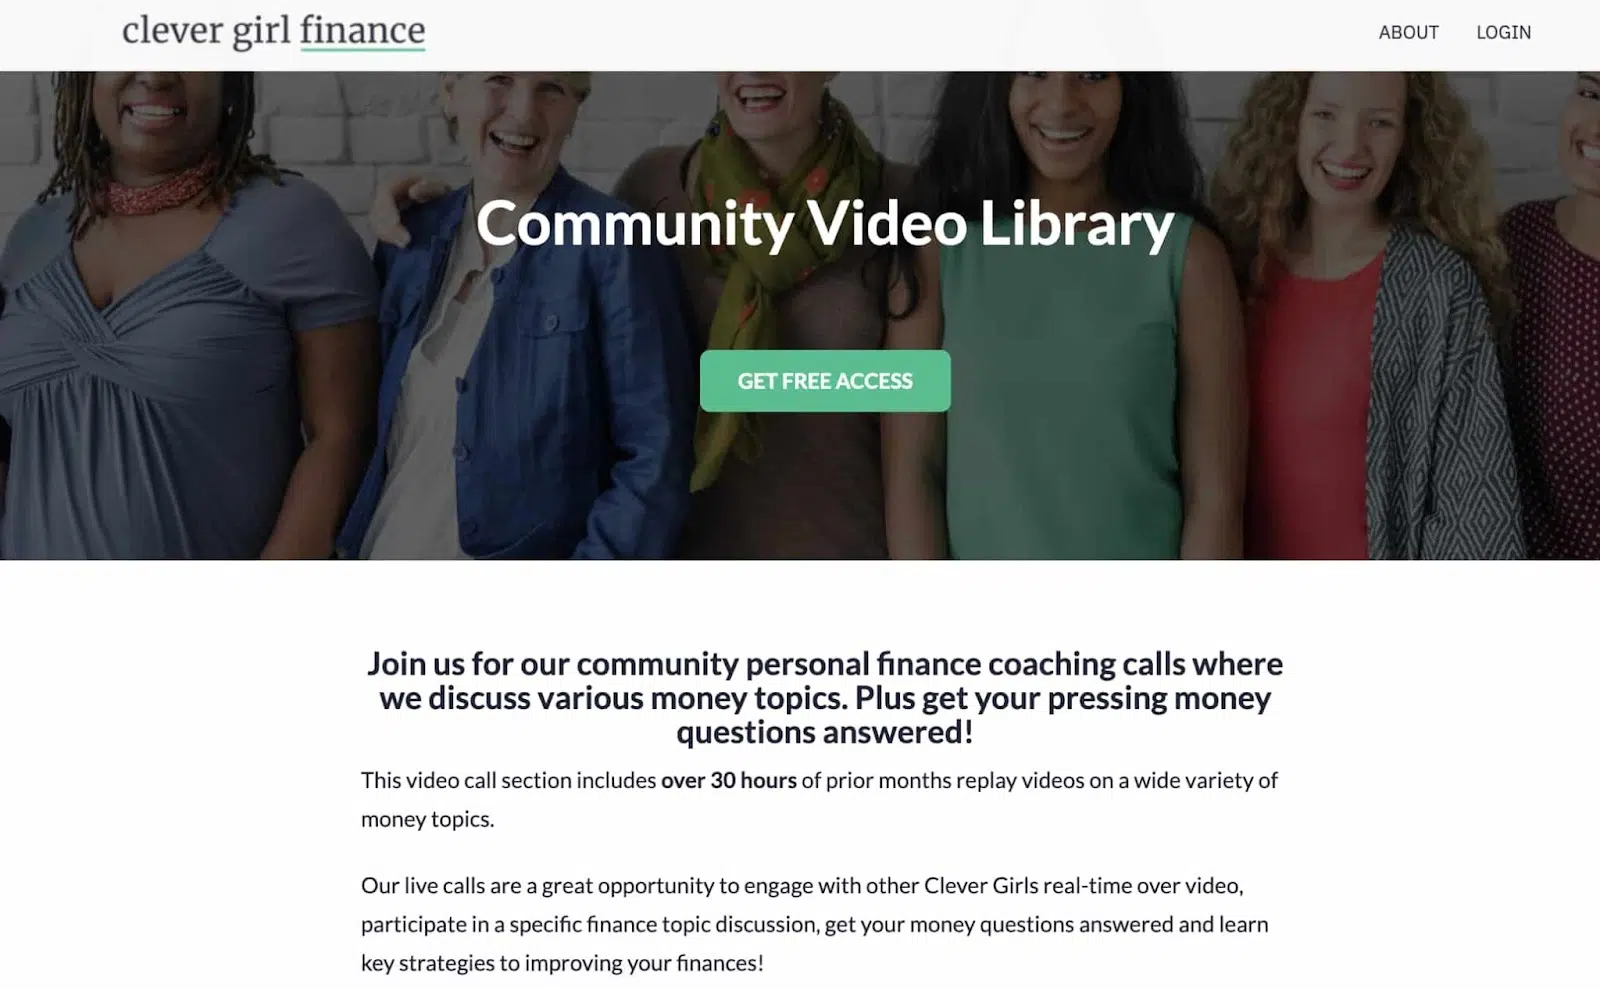 clever girl finance
ABOUT
LOGIN
Community Video Library
GET FREE ACCESS
Join us for our community personal finance coaching calls where
we discuss various money topics. Plus get your pressing money
questions answered!
This video call section includes over 30 hours of prior months replay videos on a wide variety of
money topics.
Our live calls are a great opportunity to engage with other Clever Girls real-time over video,
participate in a specific finance topic discussion, get your money questions answered and learn
key strategies to improving your finances!